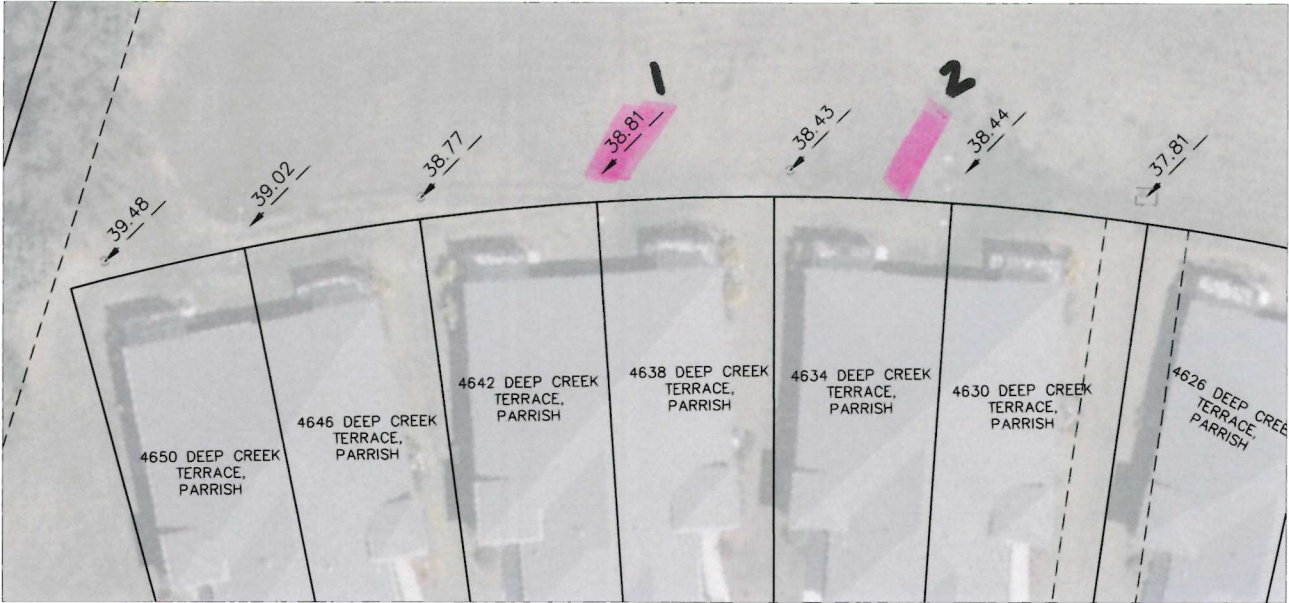 1
2
39.48
39.02
38.77
38.81
38.43
38.44
37.81
4650 DEEP CREEK
TERRACE,
PARRISH
4646 DEEP CREEK
TERRACE,
PARRISH
4642 DEEP CREEK
TERRACE,
PARRISH
4638 DEEP CREEK
TERRACE,
PARRISH
4634 DEEP CREEK
TERRACE,
PARRISH
4630 DEEP CREEK
TERRACE,
PARRISH
4626 DEEP CREE
TERRACE,
PARRISH